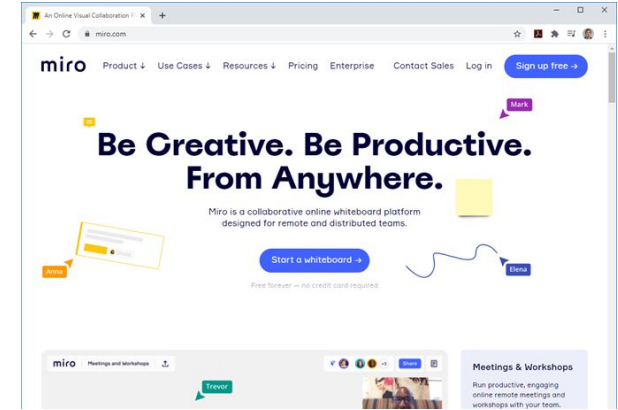 An Online Visual Collaboration
miro.com
miro Product ↓ Use Cases ↓ Resources ↓ Pricing Enterprise Contact Sales Log in Sign up free →
Mark
Be Creative. Be Productive.
From Anywhere.
Miro is a collaborative online whiteboard platform
designed for remote and distributed teams.
Start a whiteboard →
Anna
Elena
Free forever — no credit card required
miro Meetings and Workshops Share
Meetings & Workshops
Trevor
Run productive, engaging
online remote meetings and
workshops with your team.